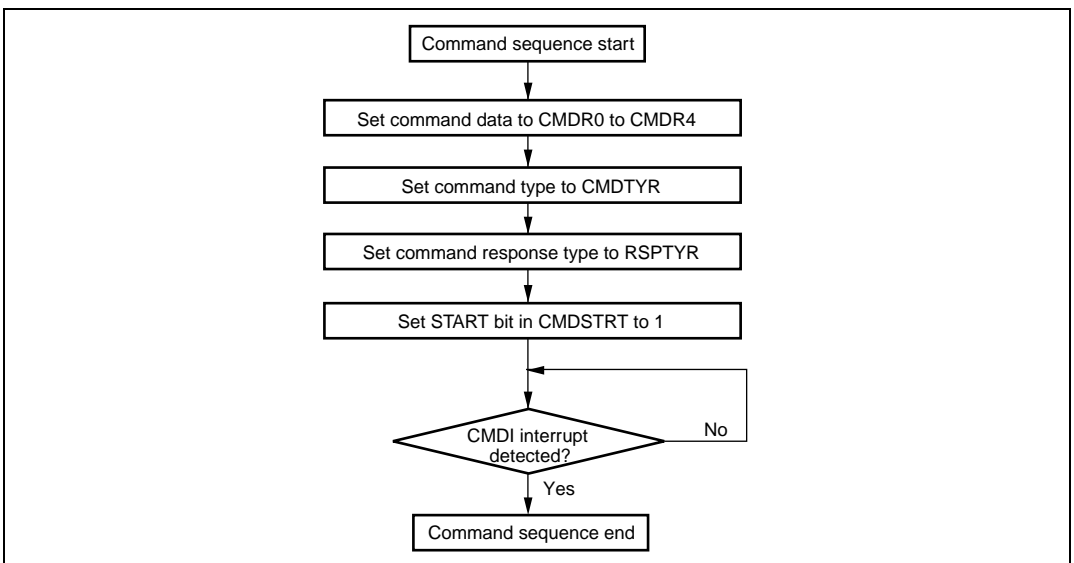 Command sequence start
Set command data to CMDR0 to CMDR4
Set command type to CMDTYR
Set command response type to RSPTYR
Set START bit in CMDSTRT to 1
CMDI interrupt
detected?
No
Yes
Command sequence end